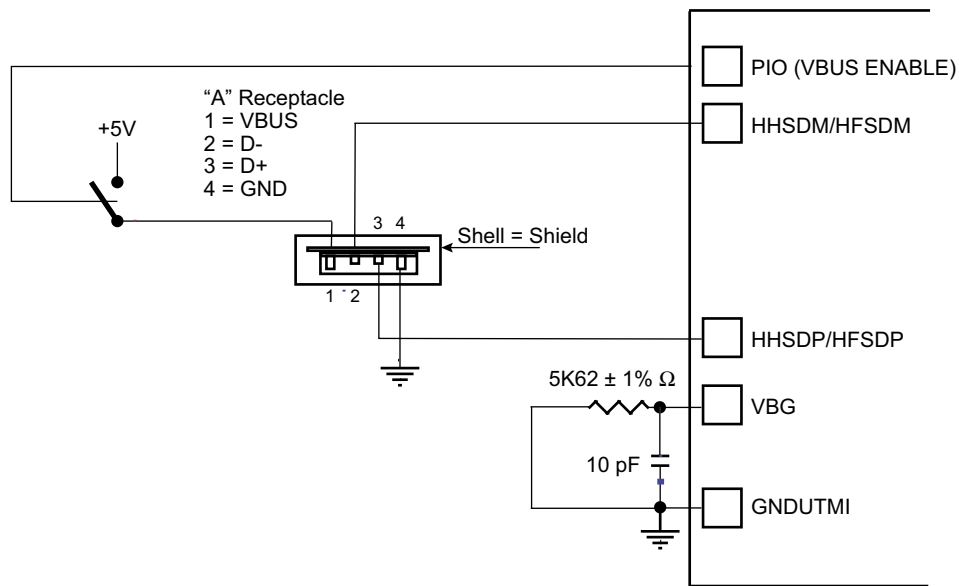 PIO (VBUS ENABLE)
“A” Receptacle
1 = VBUS
2 = D-
3 = D+
4 = GND
+5V
HHSDM/HFSDM
3 4
Shell = Shield
1 2
HHSDP/HFSDP
5K62 ± 1% Ω
VBG
10 pF
GNDUTMI